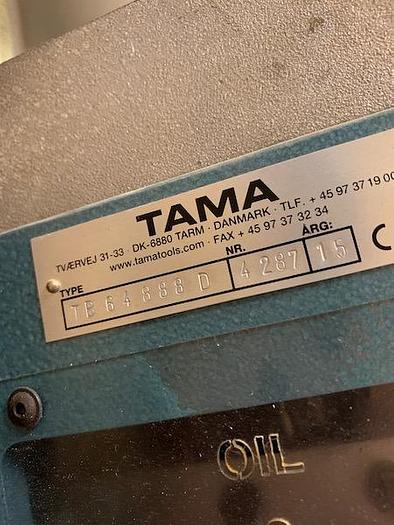 TAMA
TVÆRVEJ 31-33 · DK-6880 TARM · DANMARK · TLF. + 45 97 37 19 00
www.tamatools.com · FAX + 45 97 37 32 34
TYPE NR. ÅRG:
TB 64888 D 4287 15
OIL